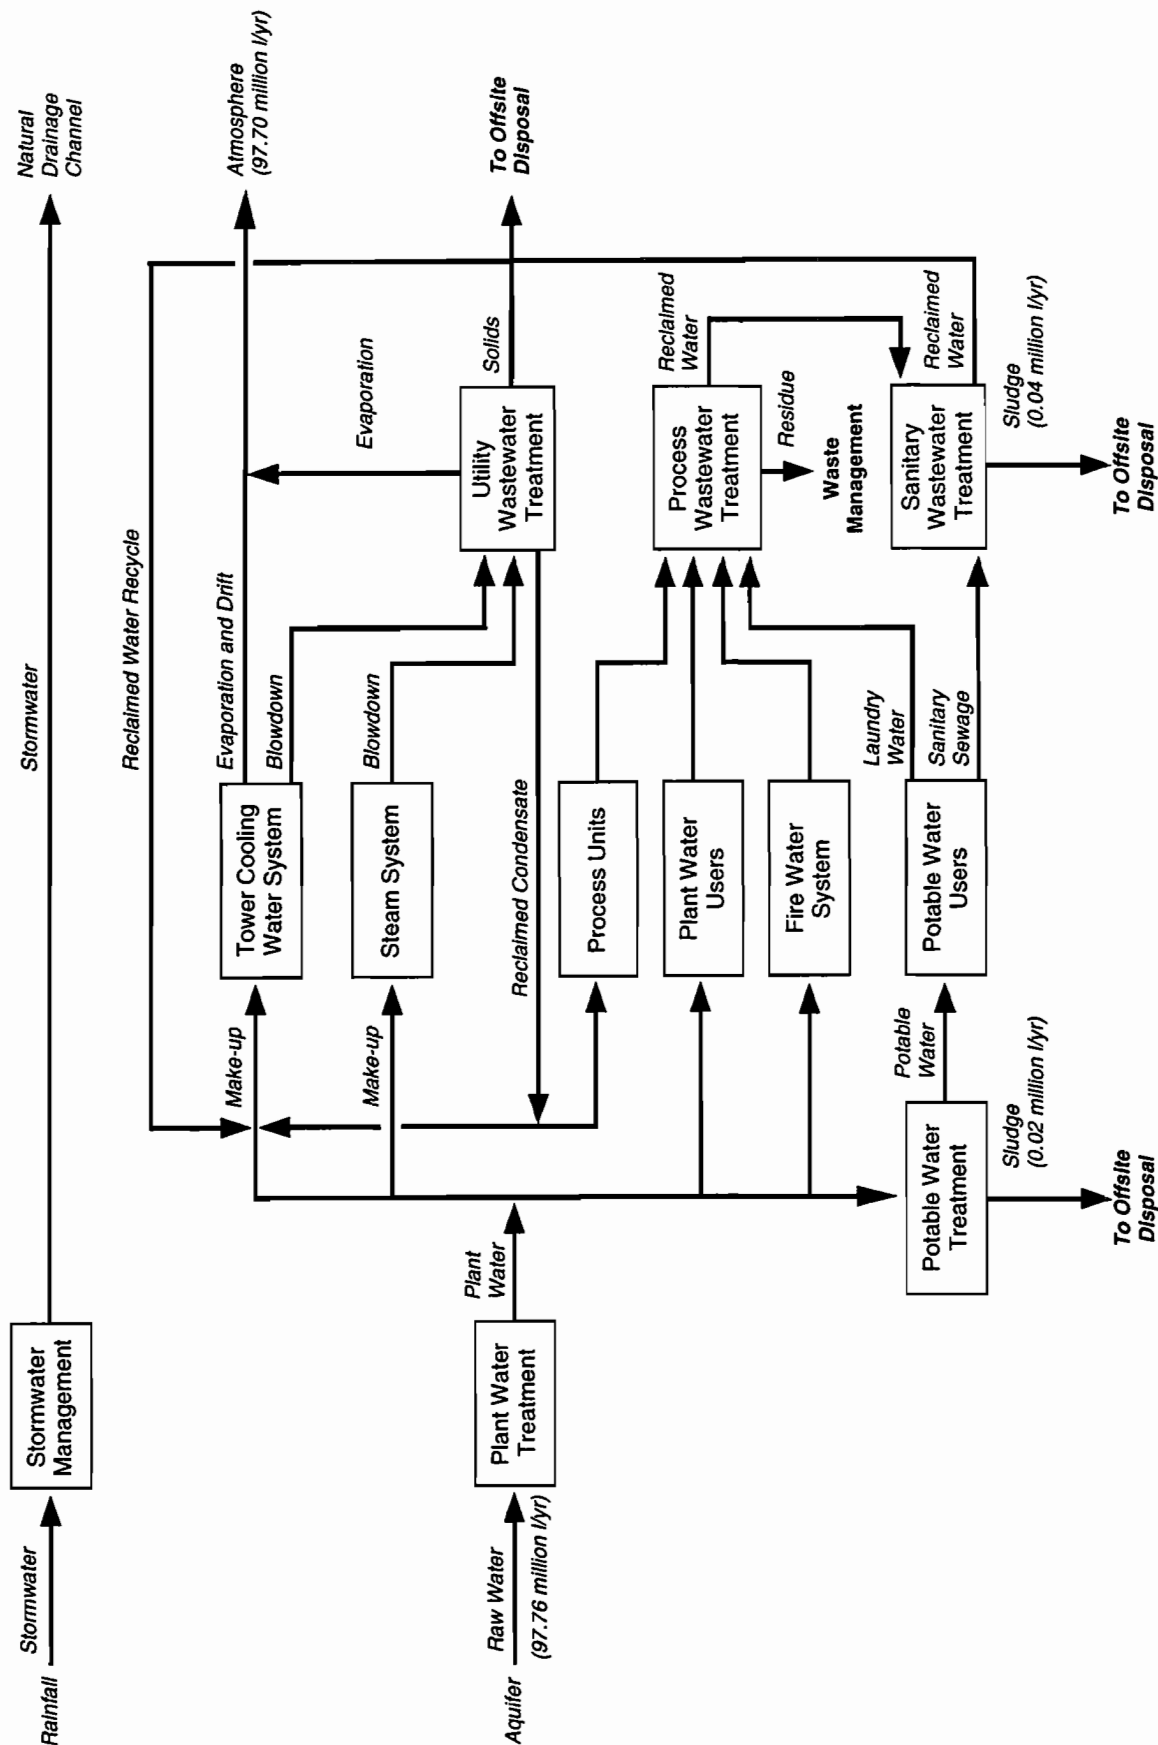 Rainfall
Stormwater
Stormwater
Management
Stormwater
Natural
Drainage
Channel
Reclaimed Water Recycle
Aquifer
Raw Water
(97.76 million l/yr)
Plant Water
Treatment
Plant
Water
Make-up
Tower Cooling
Water System
Evaporation and Drift
Blowdown
Atmosphere
(97.70 million l/yr)
Make-up
Steam System
Blowdown
Evaporation
Utility
Wastewater
Treatment
Solids
To Offsite
Disposal
Reclaimed Condensate
Process Units
Plant Water
Users
Fire Water
System
Process
Wastewater
Treatment
Reclaimed
Water
Residue
Waste
Management
Potable Water
Treatment
Potable
Water
Potable Water
Users
Laundry
Water
Sanitary
Sewage
Sanitary
Wastewater
Treatment
Reclaimed
Water
Sludge
(0.02 million l/yr)
To Offsite
Disposal
Sludge
(0.04 million l/yr)
To Offsite
Disposal